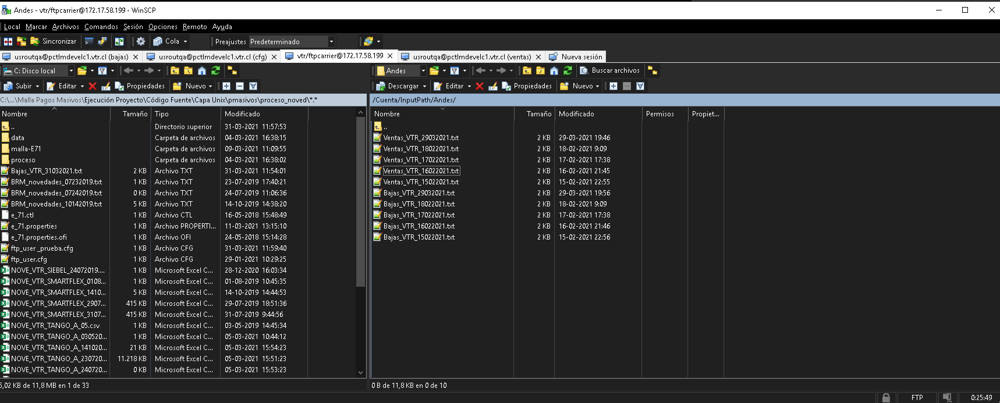 Andes - vtr/ftpcarrier@172.17.58.199 - WinSCP
Local Marcar Archivos Comandos Sesión Opciones Remoto Ayuda
Sincronizar Cola Preajustes Predeterminado
usroutqa@pctlmdevelc1.vtr.cl (bajas) usroutqa@pctlmdevelc1.vtr.cl (cfg) vtr/ftpcarrier@172.17.58.199 usroutqa@pctlmdevelc1.vtr.cl (ventas) Nueva sesión
C: Disco local
Subir Editar Propiedades Nuevo
C:\...\Malla Pagos Masivos\Ejecución Proyecto\Código Fuente\Capa Unix\pmasivos\proceso_noved\*.*
Nombre Tamaño Tipo Modificado
.. Directorio superior 31-03-2021 11:57:53
data Carpeta de archivos 04-03-2021 16:38:15
malla-E71 Carpeta de archivos 09-03-2021 11:09:55
proceso Carpeta de archivos 04-03-2021 16:38:02
Bajas_VTR_31032021.txt 2 KB Archivo TXT 31-03-2021 11:54:01
BRM_novedades_07232019.txt 1 KB Archivo TXT 23-07-2019 17:40:21
BRM_novedades_07242019.txt 0 KB Archivo TXT 24-07-2019 11:06:36
BRM_novedades_10142019.txt 5 KB Archivo TXT 14-10-2019 14:38:20
e_71.ctl 1 KB Archivo CTL 16-05-2018 15:48:49
e_71.properties 1 KB Archivo PROPERTI... 11-03-2021 13:15:10
e_71.properties.ofi 1 KB Archivo OFI 24-05-2018 15:14:28
ftp_user _prueba.cfg 1 KB Archivo CFG 31-03-2021 11:59:40
ftp_user.cfg 1 KB Archivo CFG 29-01-2021 10:29:25
NOVE_VTR_SIEBEL_24072019.... 1 KB Microsoft Excel C... 28-12-2020 16:03:34
NOVE_VTR_SMARTFLEX_0108... 1 KB Microsoft Excel C... 01-08-2019 10:45:35
NOVE_VTR_SMARTFLEX_1410... 5 KB Microsoft Excel C... 14-10-2019 14:44:53
NOVE_VTR_SMARTFLEX_2907... 415 KB Microsoft Excel C... 29-07-2019 18:51:36
NOVE_VTR_SMARTFLEX_3107... 415 KB Microsoft Excel C... 31-07-2019 9:44:56
NOVE_VTR_TANGO_A_05.csv 1 KB Microsoft Excel C... 03-05-2019 14:45:34
NOVE_VTR_TANGO_A_030520... 1 KB Microsoft Excel C... 05-03-2021 10:44:12
NOVE_VTR_TANGO_A_141020... 21 KB Microsoft Excel C... 05-03-2021 15:54:23
NOVE_VTR_TANGO_A_230720... 11.218 KB Microsoft Excel C... 05-03-2021 15:51:23
NOVE_VTR_TANGO_A_240720... 0 KB Microsoft Excel C... 05-03-2021 15:53:23
5,02 KB de 11,8 MB en 1 de 33
Andes Buscar archivos
Descargar Editar Propiedades Nuevo
/Cuenta/InputPath/Andes/
Nombre Tamaño Modificado Permisos Propiet...
..
Ventas_VTR_29032021.txt 2 KB 29-03-2021 19:46
Ventas_VTR_18022021.txt 2 KB 18-02-2021 9:09
Ventas_VTR_17022021.txt 2 KB 17-02-2021 17:38
Ventas_VTR_16022021.txt 2 KB 16-02-2021 21:45
Ventas_VTR_15022021.txt 2 KB 15-02-2021 22:55
Bajas_VTR_29032021.txt 2 KB 29-03-2021 19:56
Bajas_VTR_18022021.txt 2 KB 18-02-2021 9:09
Bajas_VTR_17022021.txt 2 KB 17-02-2021 17:38
Bajas_VTR_16022021.txt 2 KB 16-02-2021 21:46
Bajas_VTR_15022021.txt 2 KB 15-02-2021 22:56
0 B de 11,8 KB en 0 de 10
FTP 0:25:49